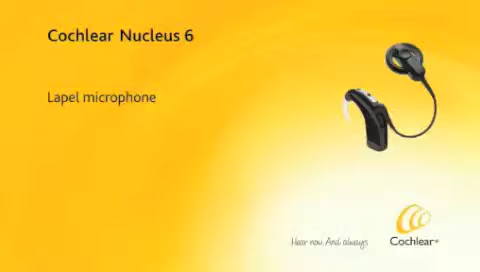 Cochlear Nucleus 6
Lapel microphone
Hear now. And always
Cochlear®